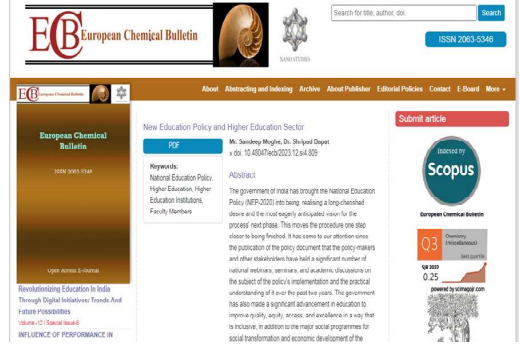 ECB European Chemical Bulletin
NANO STUDIES
Search for title, author, doi.
Search
ISSN 2063-5346
About Abstracting and Indexing Archive About Publisher Editorial Policies Contact E-Board More
ECB European Chemical Bulletin
European Chemical
Bulletin
ISSN 2063-5346
Open Access E-Journal
Revolutionizing Education In India
Through Digital Initiatives: Trends And
Future Possibilities
Volume -12 | Special Issue-6
INFLUENCE OF PERFORMANCE IN
New Education Policy and Higher Education Sector
PDF
Keywords:
National Education Policy,
Higher Education, Higher
Education Institutions,
Faculty Members
Mr. Sandeep Moghe, Dr. Shripad Bapat
» doi: 10.48047/ecb/2023.12.si4.809
Abstract
The government of India has brought the National Education
Policy (NEP-2020) into being, realising a long-cherished
desire and the most eagerly anticipated vision for the
process' next phase. This moves the procedure one step
closer to being finished. It has come to our attention since
the publication of the policy document that the policy-makers
and other stakeholders have held a significant number of
national webinars, seminars, and academic discussions on
the subject of the policy's implementation and the practical
understanding of it over the past two years. The government
has also made a significant advancement in education to
improve quality, equity, access, and excellence in a way that
is inclusive, in addition to the major social programmes for
social transformation and economic development of the
Submit article
Indexed by
Scopus
European Chemical Bulletin
Q3
Chemistry
(miscellaneous)
best quartile
SJR 2022
0.25
powered by scimagojr.com